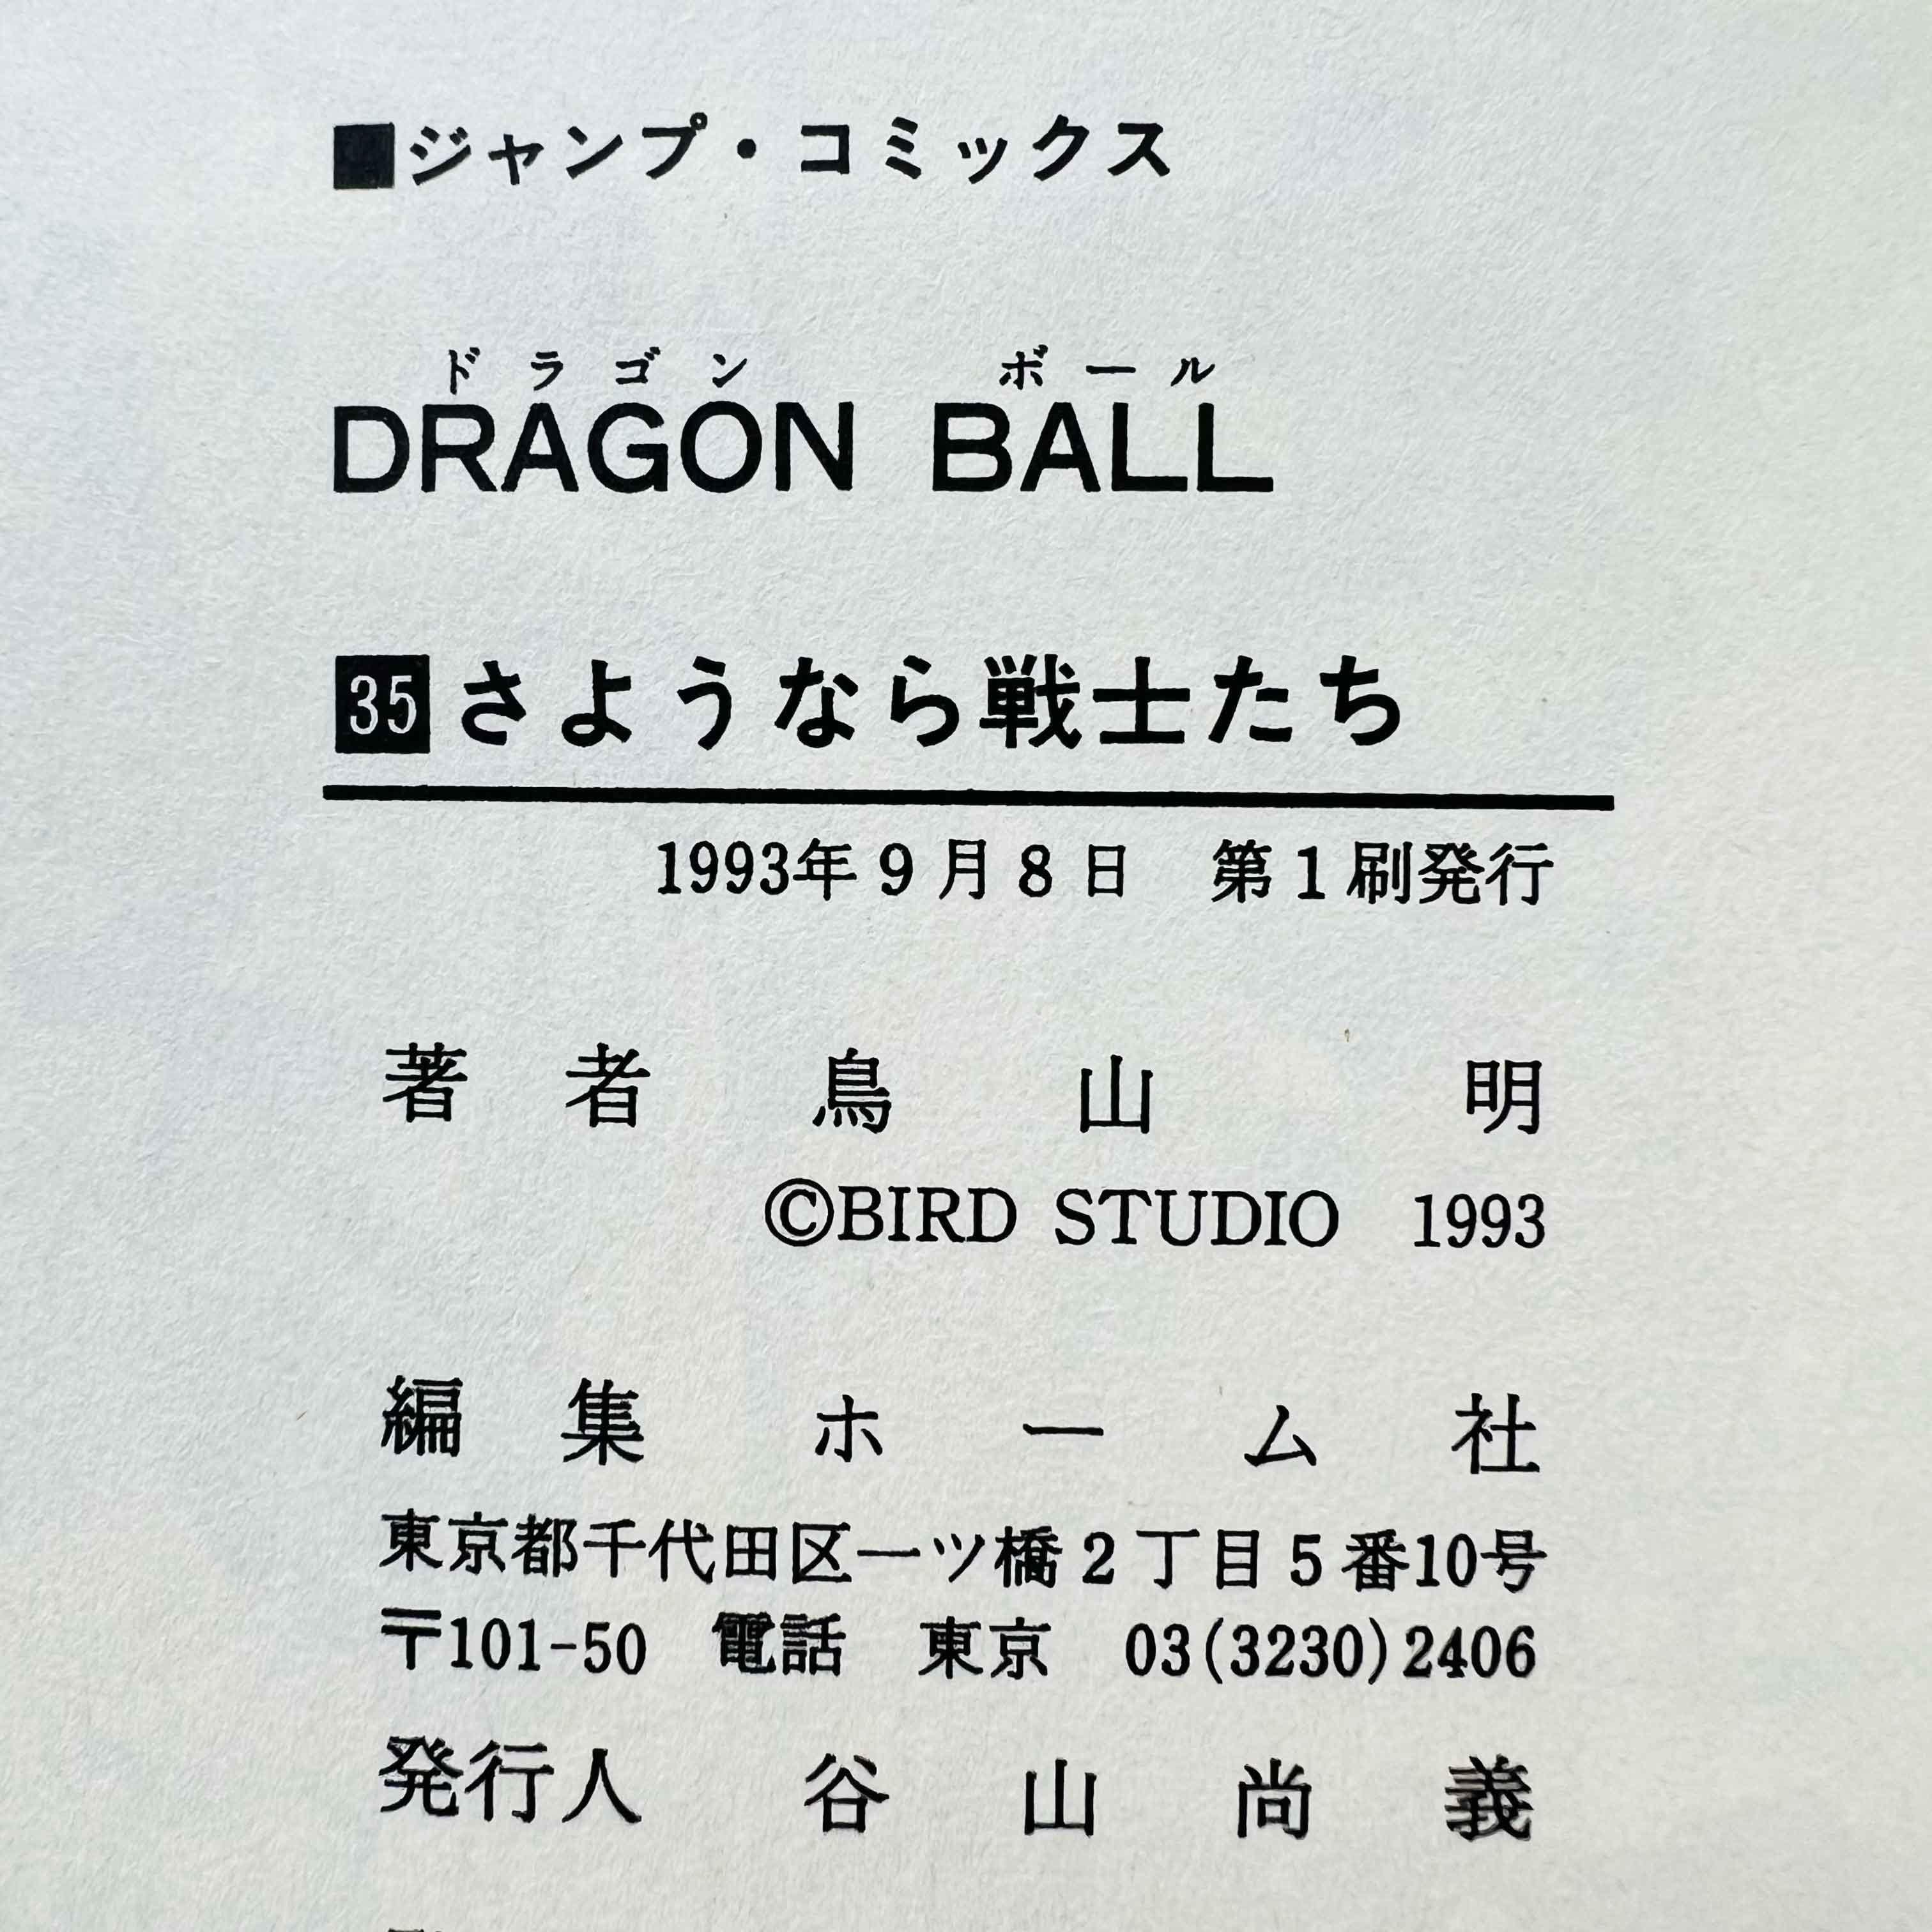 ■ジャンプ・コミックス
ドラゴン ボール
DRAGON BALL
35 さようなら戦士たち
1993年9月8日 第1刷発行
著者 鳥山明
©BIRD STUDIO 1993
編集 ホーム社
東京都千代田区一ツ橋2丁目5番10号
〒101-50 電話 東京 03(3230)2406
発行人 谷山尚義